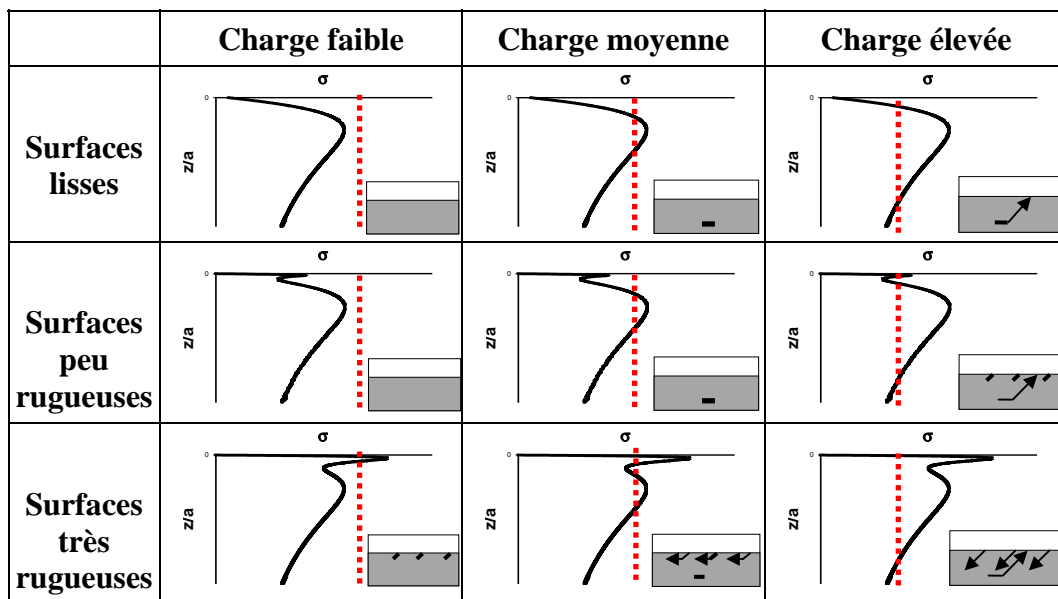 Charge faible
Charge moyenne
Charge élevée
Surfaces
lisses
σ
0
z/a
σ
0
z/a
σ
0
z/a
Surfaces
peu
rugueuses
σ
0
z/a
σ
0
z/a
σ
0
z/a
Surfaces
très
rugueuses
σ
0
z/a
σ
0
z/a
σ
0
z/a